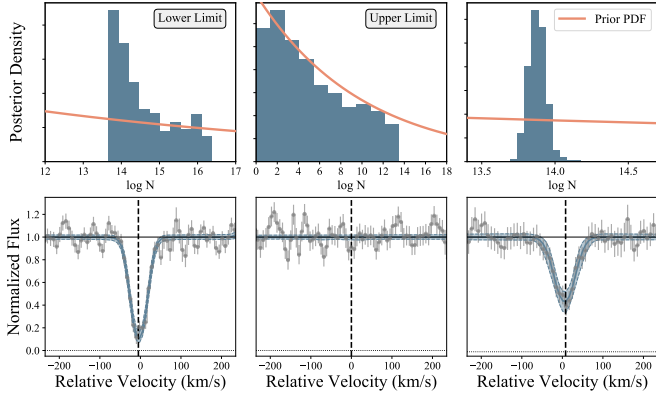 Lower Limit
Upper Limit
Prior PDF
Posterior Density
12 13 14 15 16 17
0 2 4 6 8 10 12 14 16 18
13.5 14.0 14.5
log N
log N
log N
Normalized Flux
1.2
1.0
0.8
0.6
0.4
0.2
0.0
−200 −100 0 100 200
−200 −100 0 100 200
−200 −100 0 100 200
Relative Velocity (km/s)
Relative Velocity (km/s)
Relative Velocity (km/s)